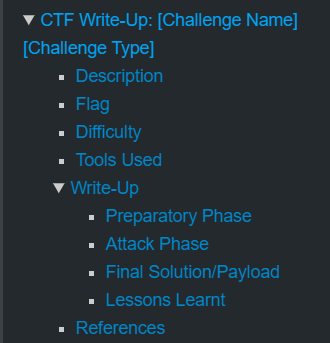 CTF Write-Up: [Challenge Name]
[Challenge Type]
Description
Flag
Difficulty
Tools Used
Write-Up
Preparatory Phase
Attack Phase
Final Solution/Payload
Lessons Learnt
References